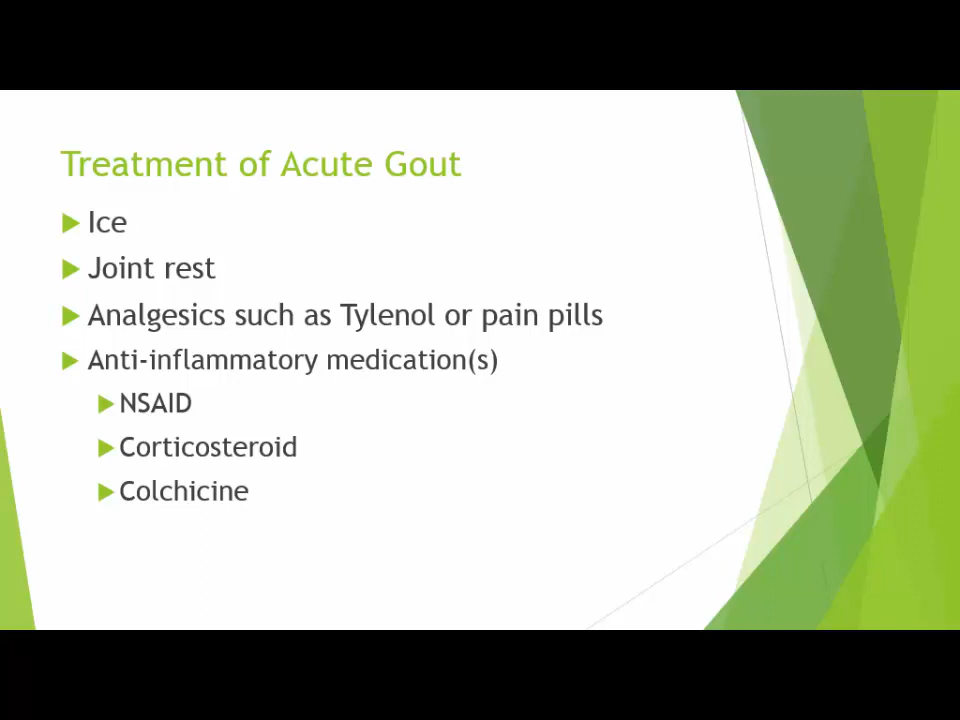 Treatment of Acute Gout
Ice
Joint rest
Analgesics such as Tylenol or pain pills
Anti-inflammatory medication(s)
NSAID
Corticosteroid
Colchicine